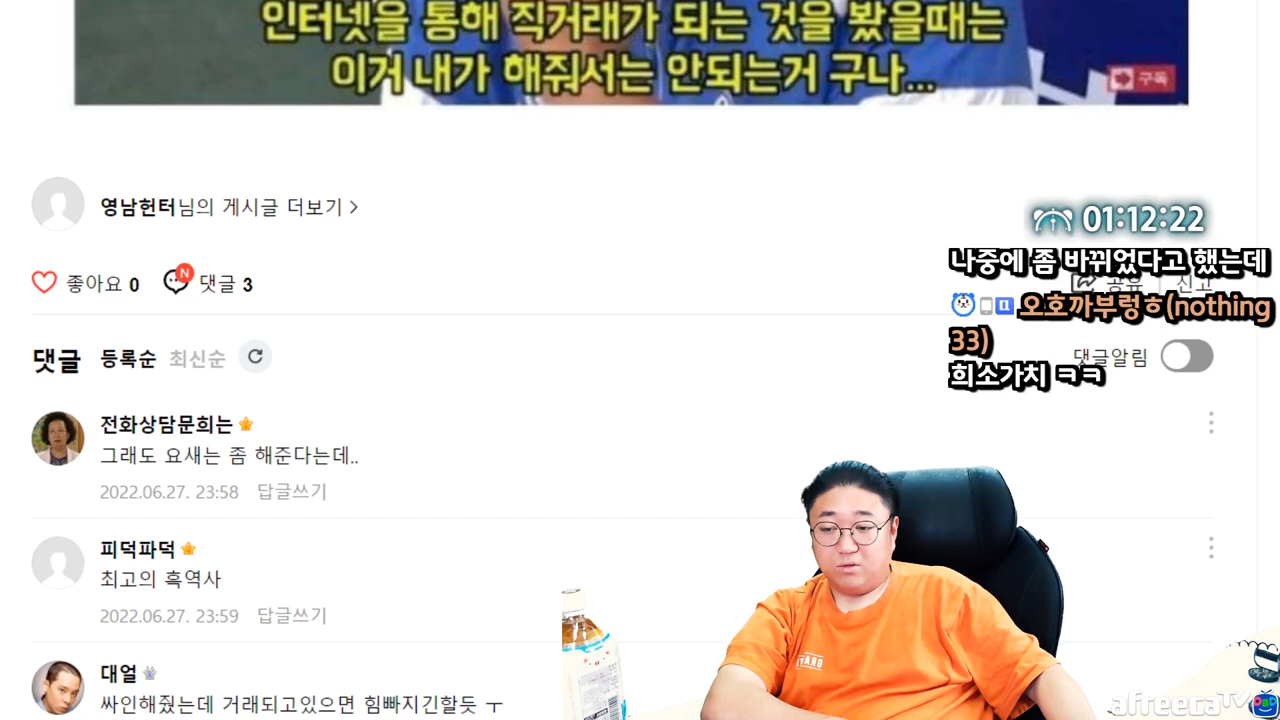 인터넷을 통해 직거래가 되는 것을 봤을때는
이거 내가 해줘서는 안되는거 구나...
구독
영남헌터님의 게시글 더보기 >
01:12:22
나중에 좀 바뀌었다고 했는데
좋아요 0
N
댓글 3
공유
신고
오호까부렁ㅎ(nothing
33)
희소가치 ㅋㅋ
댓글 등록순 최신순
댓글알림
전화상담문희는
그래도 요새는 좀 해준다는데..
2022.06.27. 23:58 답글쓰기
피덕파덕
최고의 흑역사
2022.06.27. 23:59 답글쓰기
대얼
싸인해줬는데 거래되고있으면 힘빠지긴할듯 ㅜ
afreecaTV